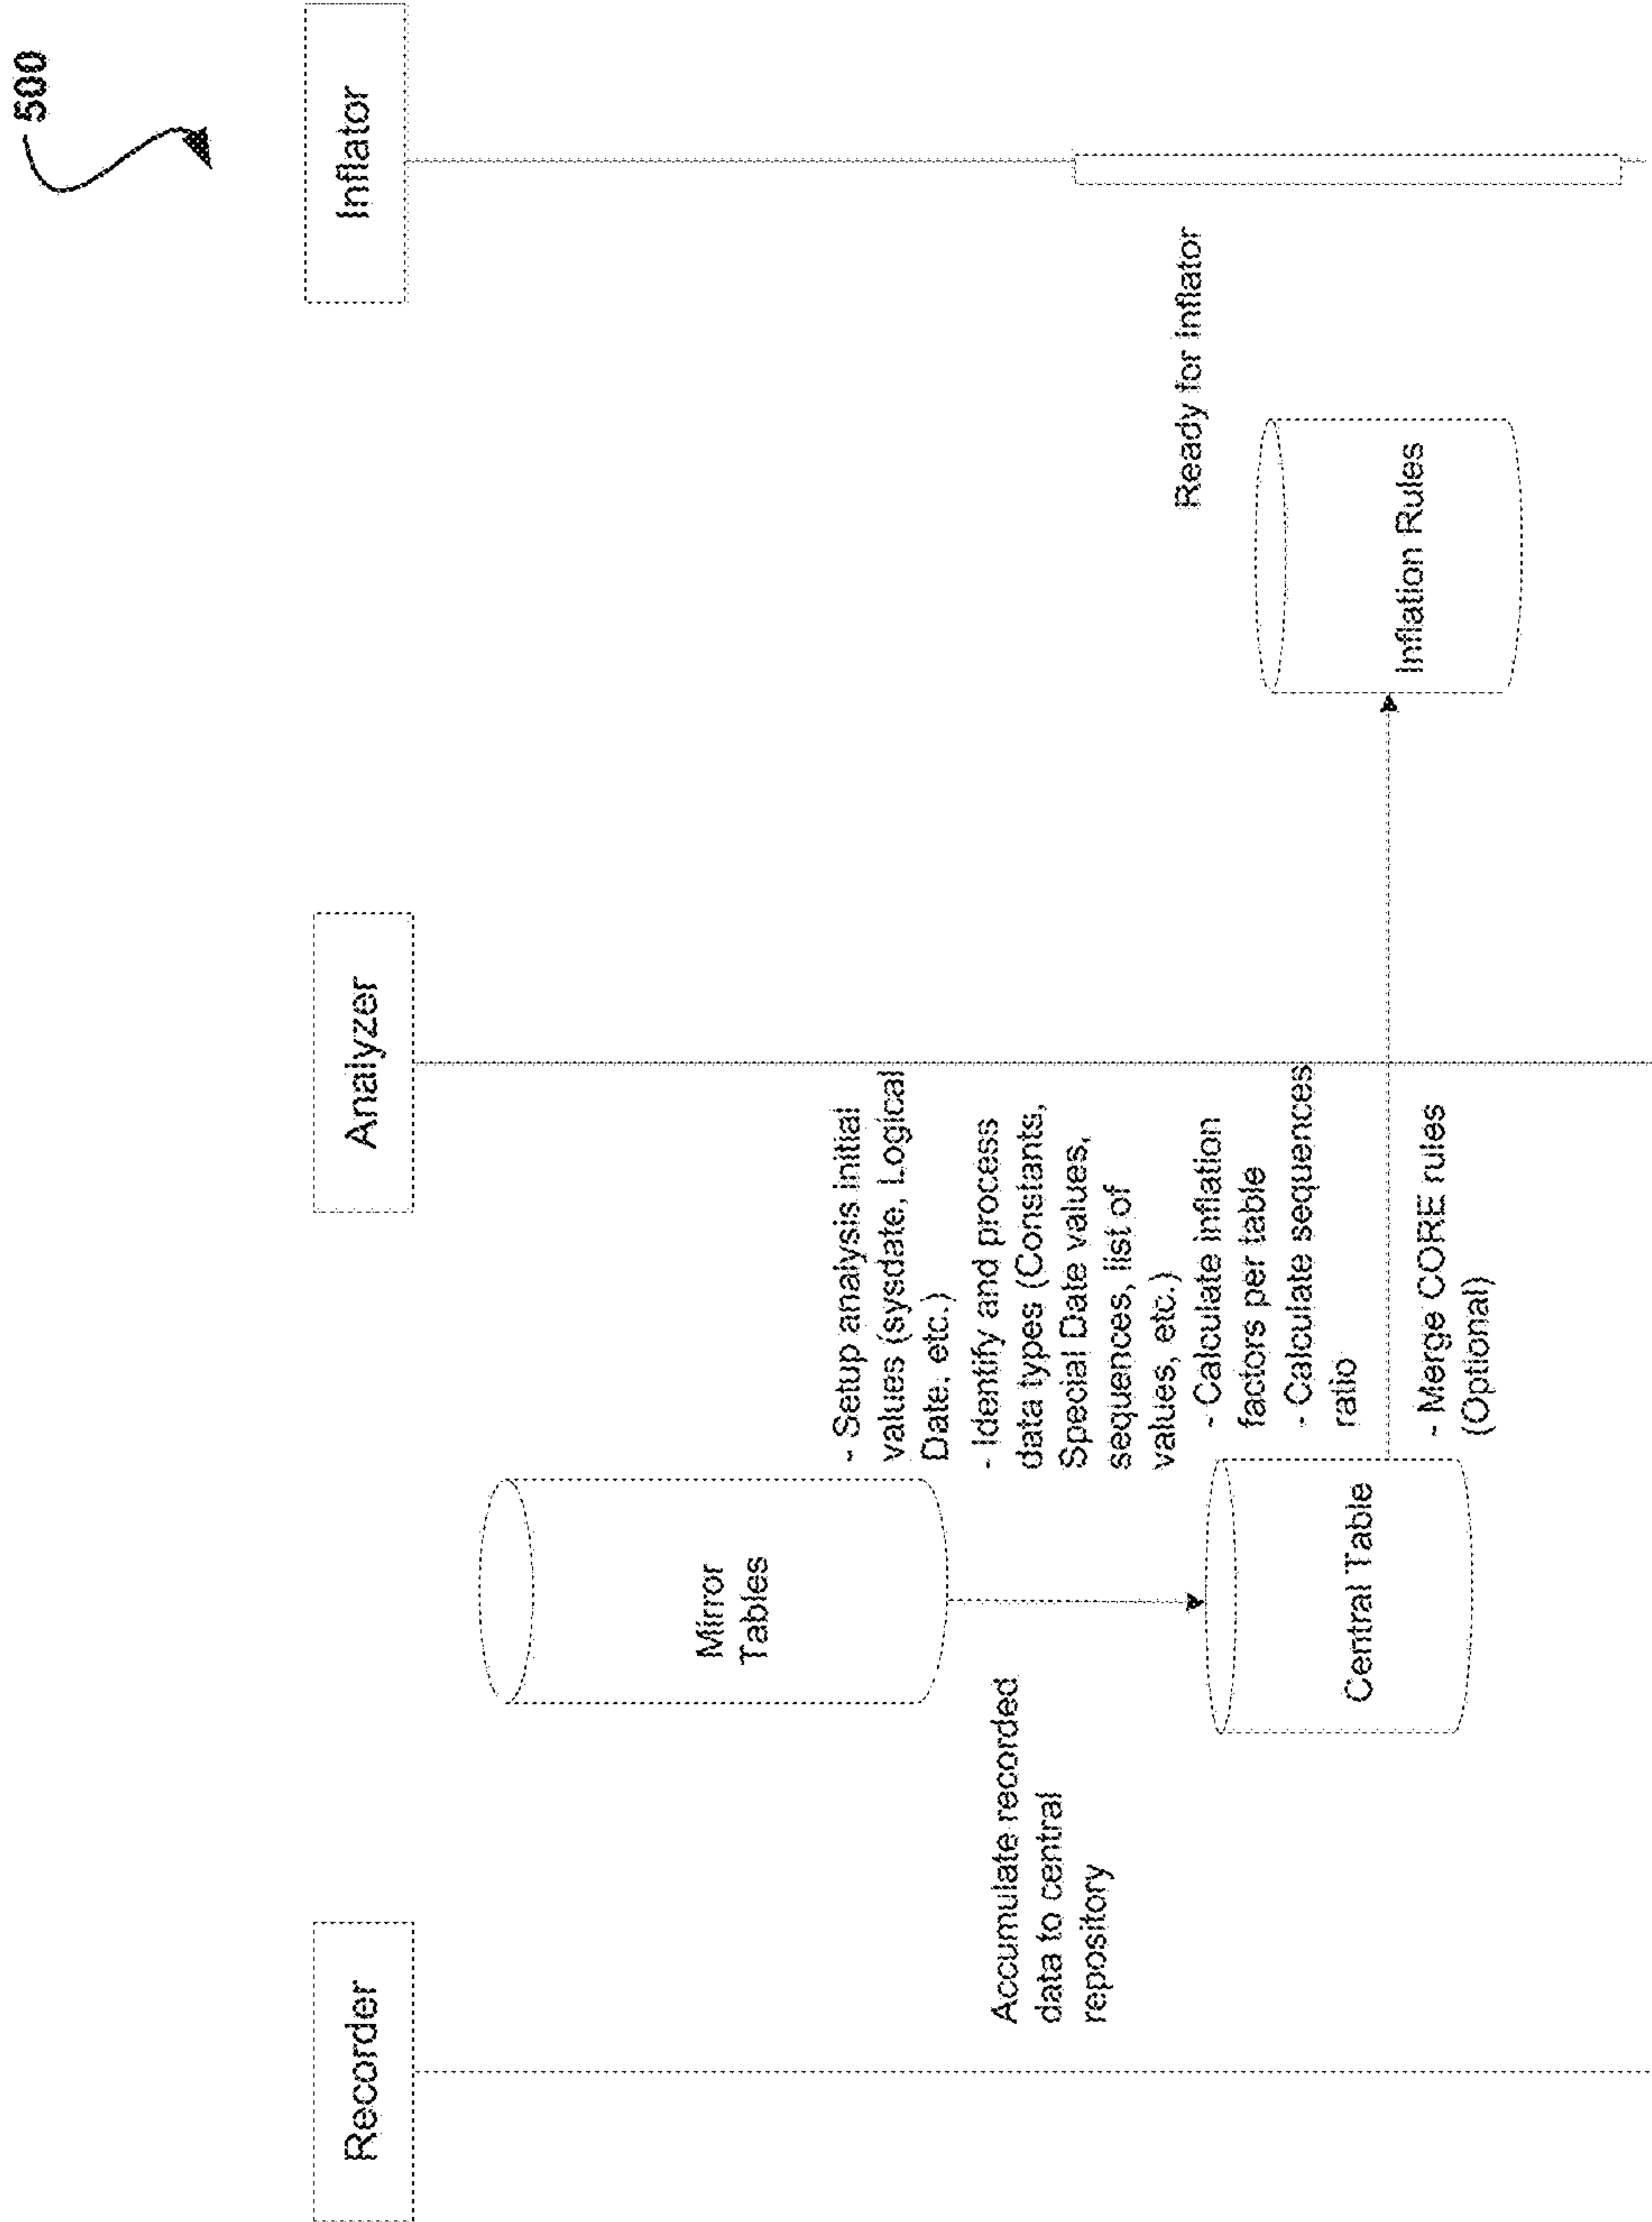 500
Recorder
Analyzer
Inflator
Mirror
Tables
Accumulate recorded
data to central
repository
- Setup analysis initial
values (sysdate, Logical
Date, etc.)
- Identify and process
data types (Constants,
Special Date values,
sequences, list of
values, etc.)
- Calculate inflation
factors per table
- Calculate sequences
ratio
Central Table
- Merge CORE rules
(Optional)
Ready for Inflator
Inflation Rules